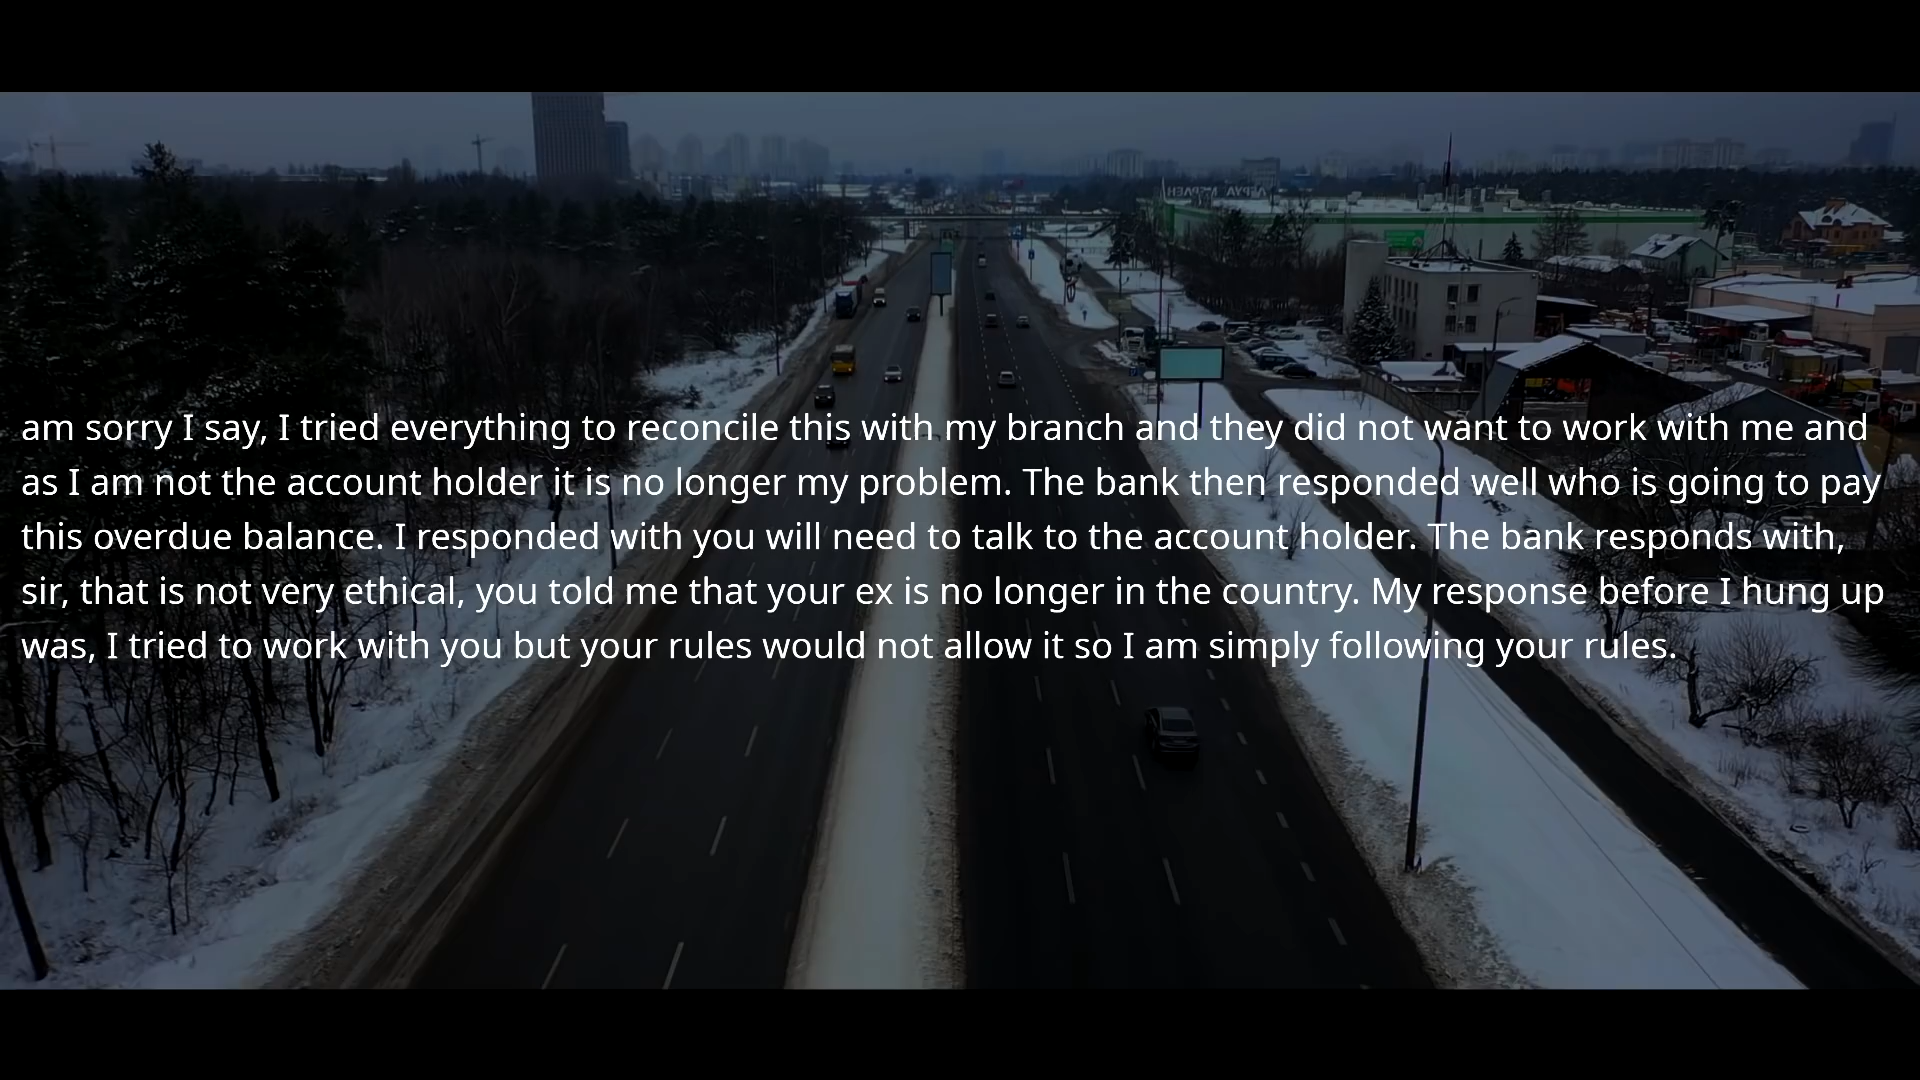 am sorry I say, I tried everything to reconcile this with my branch and they did not want to work with me and
as I am not the account holder it is no longer my problem. The bank then responded well who is going to pay
this overdue balance. I responded with you will need to talk to the account holder. The bank responds with,
sir, that is not very ethical, you told me that your ex is no longer in the country. My response before I hung up
was, I tried to work with you but your rules would not allow it so I am simply following your rules.